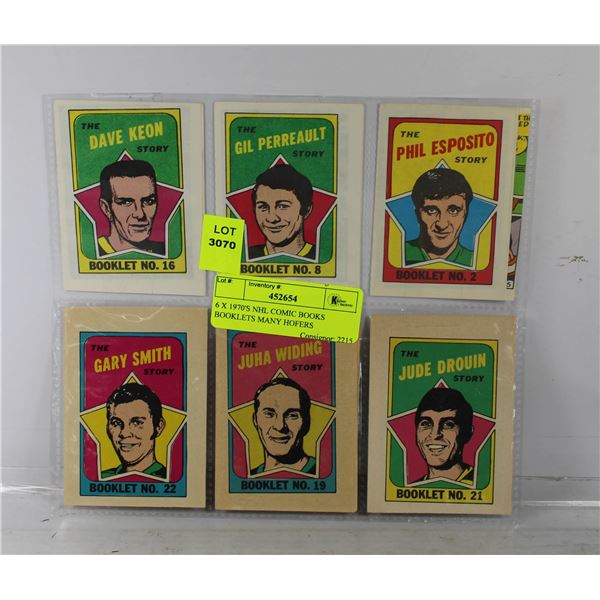 THE
DAVE KEON
STORY
BOOKLET NO. 16
THE
GIL PERREAULT
STORY
BOOKLET NO. 8
THE
PHIL ESPOSITO
STORY
BOOKLET NO. 2
LOT
3070
Lot #:
Inventory #:
452654
6 X 1970'S NHL COMIC BOOKS
BOOKLETS MANY HOFERS
Consignor: 2215
THE
GARY SMITH
STORY
BOOKLET NO. 22
THE
JUHA WIDING
STORY
BOOKLET NO. 19
THE
JUDE DROUIN
STORY
BOOKLET NO. 21